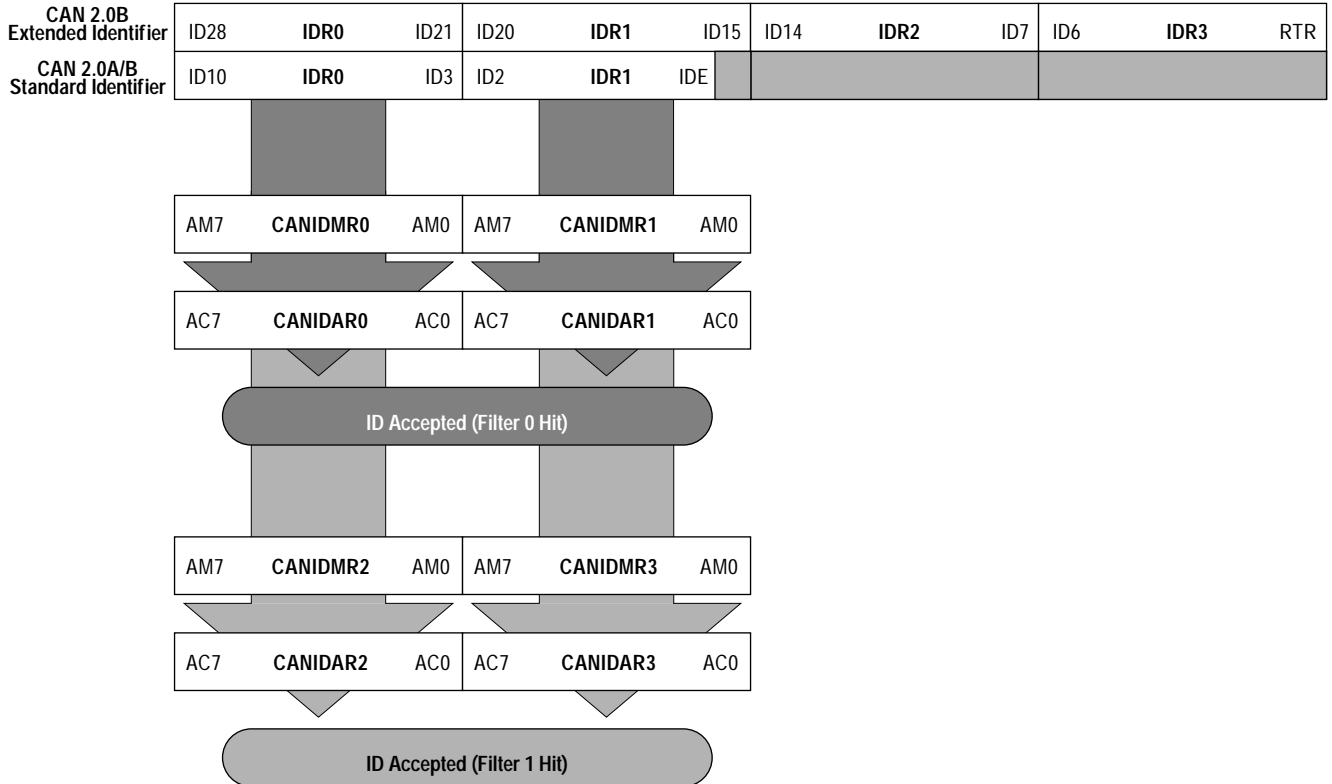 CAN 2.0B
Extended Identifier
ID28 IDR0 ID21 ID20 IDR1 ID15 ID14 IDR2 ID7 ID6 IDR3 RTR
CAN 2.0A/B
Standard Identifier
ID10 IDR0 ID3 ID2 IDR1 IDE
AM7 CANIDMR0 AM0 AM7 CANIDMR1 AM0
AC7 CANIDAR0 AC0 AC7 CANIDAR1 AC0
ID Accepted (Filter 0 Hit)
AM7 CANIDMR2 AM0 AM7 CANIDMR3 AM0
AC7 CANIDAR2 AC0 AC7 CANIDAR3 AC0
ID Accepted (Filter 1 Hit)